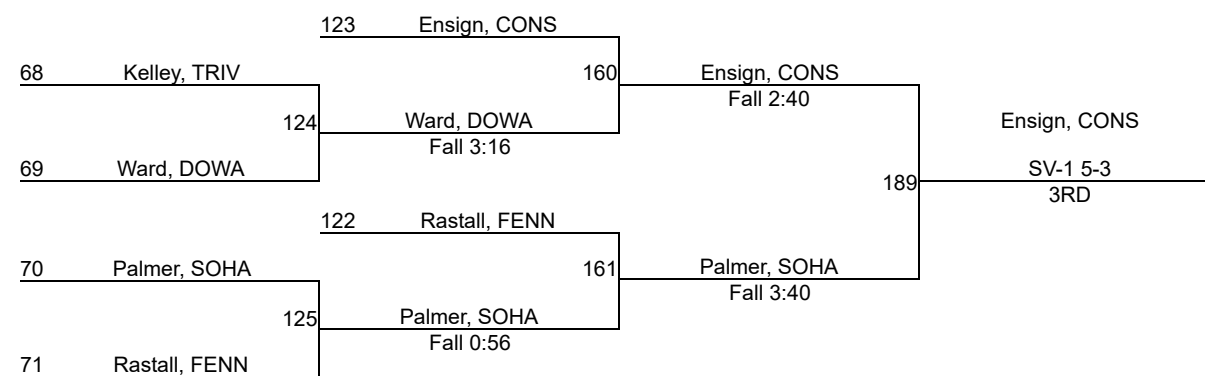 123 Ensign, CONS
68 Kelley, TRIV
160 Ensign, CONS
Fall 2:40
124 Ward, DOWA
Fall 3:16
Ensign, CONS
69 Ward, DOWA
189 SV-1 5-3
3RD
122 Rastall, FENN
70 Palmer, SOHA
161 Palmer, SOHA
Fall 3:40
125 Palmer, SOHA
Fall 0:56
71 Rastall, FENN